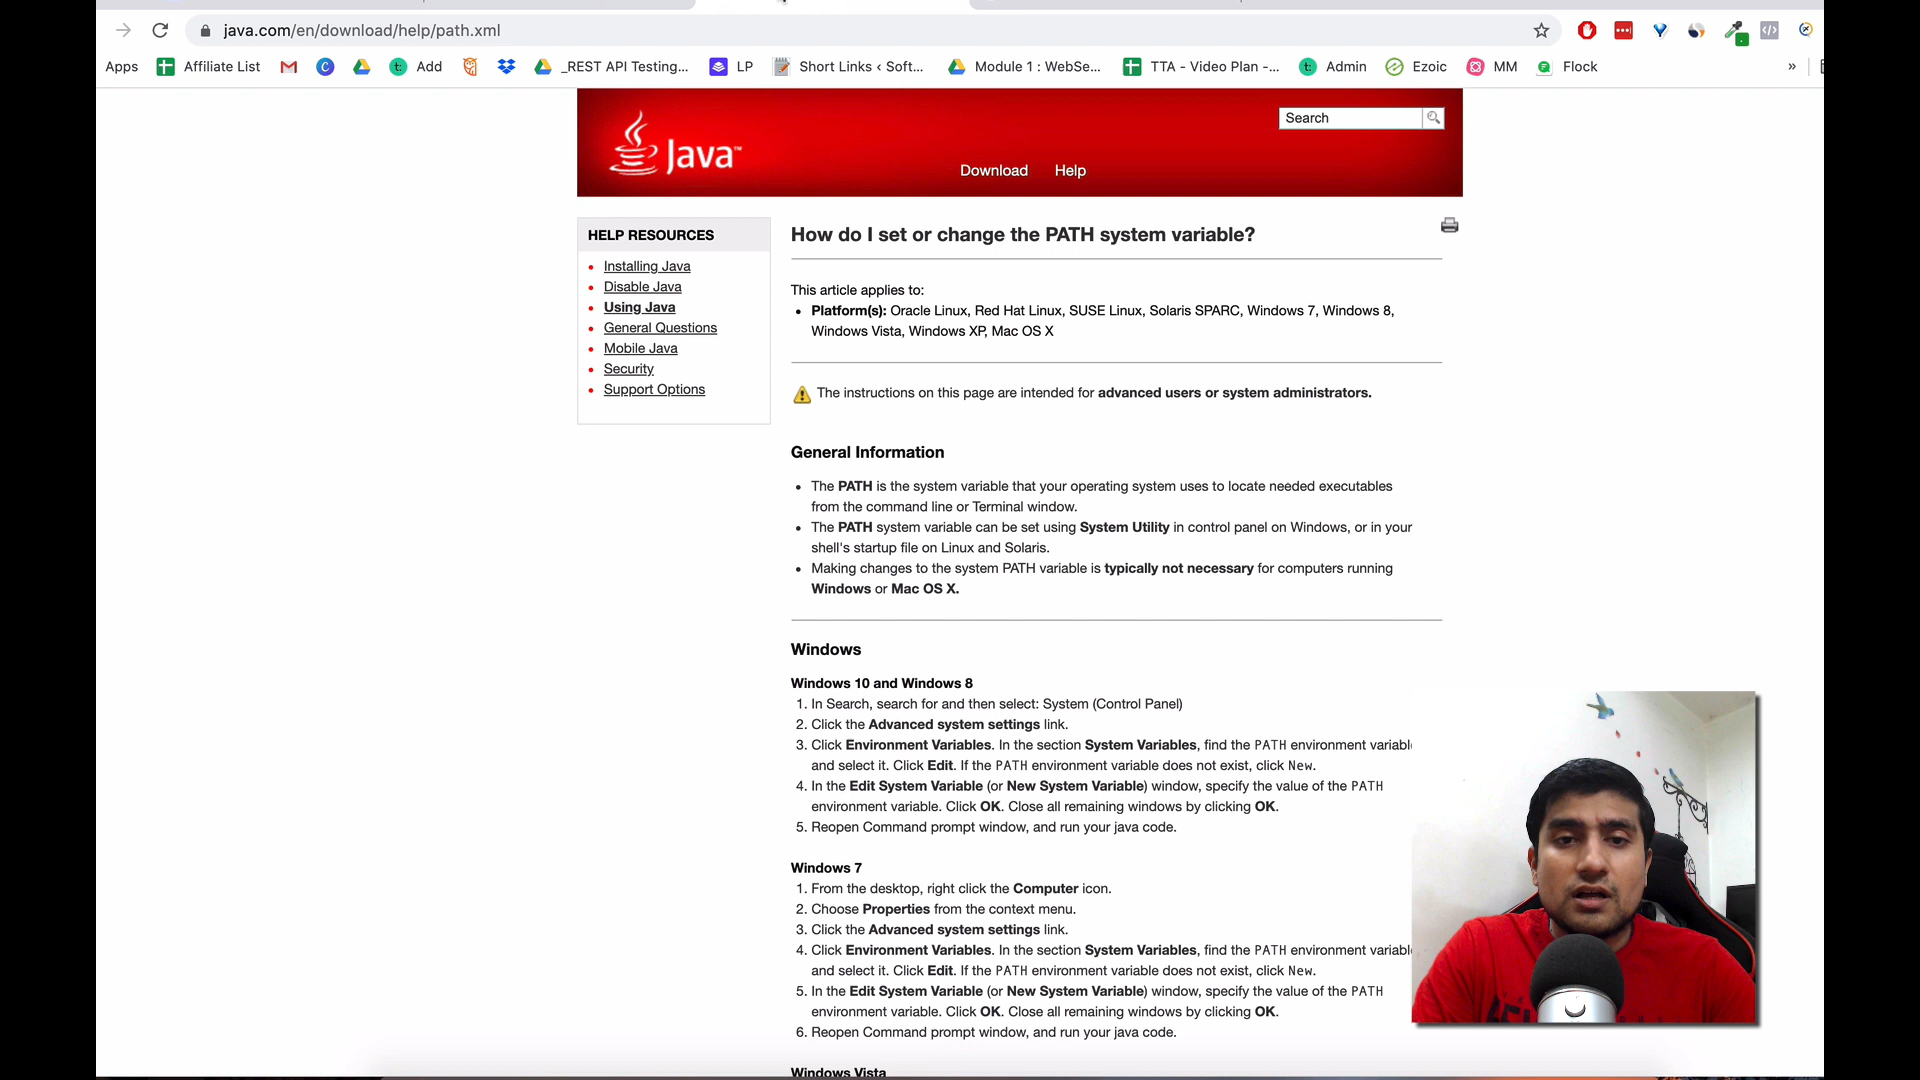 java.com/en/download/help/path.xml
Apps Affiliate List Add _REST API Testing... LP Short Links ‹ Soft... Module 1 : WebSe... TTA - Video Plan -... Admin Ezoic MM Flock »
Search
Java™
Download Help
HELP RESOURCES
Installing Java
Disable Java
Using Java
General Questions
Mobile Java
Security
Support Options
How do I set or change the PATH system variable?
This article applies to:
Platform(s): Oracle Linux, Red Hat Linux, SUSE Linux, Solaris SPARC, Windows 7, Windows 8,
Windows Vista, Windows XP, Mac OS X
The instructions on this page are intended for advanced users or system administrators.
General Information
The PATH is the system variable that your operating system uses to locate needed executables
from the command line or Terminal window.
The PATH system variable can be set using System Utility in control panel on Windows, or in your
shell's startup file on Linux and Solaris.
Making changes to the system PATH variable is typically not necessary for computers running
Windows or Mac OS X.
Windows
Windows 10 and Windows 8
1. In Search, search for and then select: System (Control Panel)
2. Click the Advanced system settings link.
3. Click Environment Variables. In the section System Variables, find the PATH environment variabl
and select it. Click Edit. If the PATH environment variable does not exist, click New.
4. In the Edit System Variable (or New System Variable) window, specify the value of the PATH
environment variable. Click OK. Close all remaining windows by clicking OK.
5. Reopen Command prompt window, and run your java code.
Windows 7
1. From the desktop, right click the Computer icon.
2. Choose Properties from the context menu.
3. Click the Advanced system settings link.
4. Click Environment Variables. In the section System Variables, find the PATH environment variabl
and select it. Click Edit. If the PATH environment variable does not exist, click New.
5. In the Edit System Variable (or New System Variable) window, specify the value of the PATH
environment variable. Click OK. Close all remaining windows by clicking OK.
6. Reopen Command prompt window, and run your java code.
Windows Vista